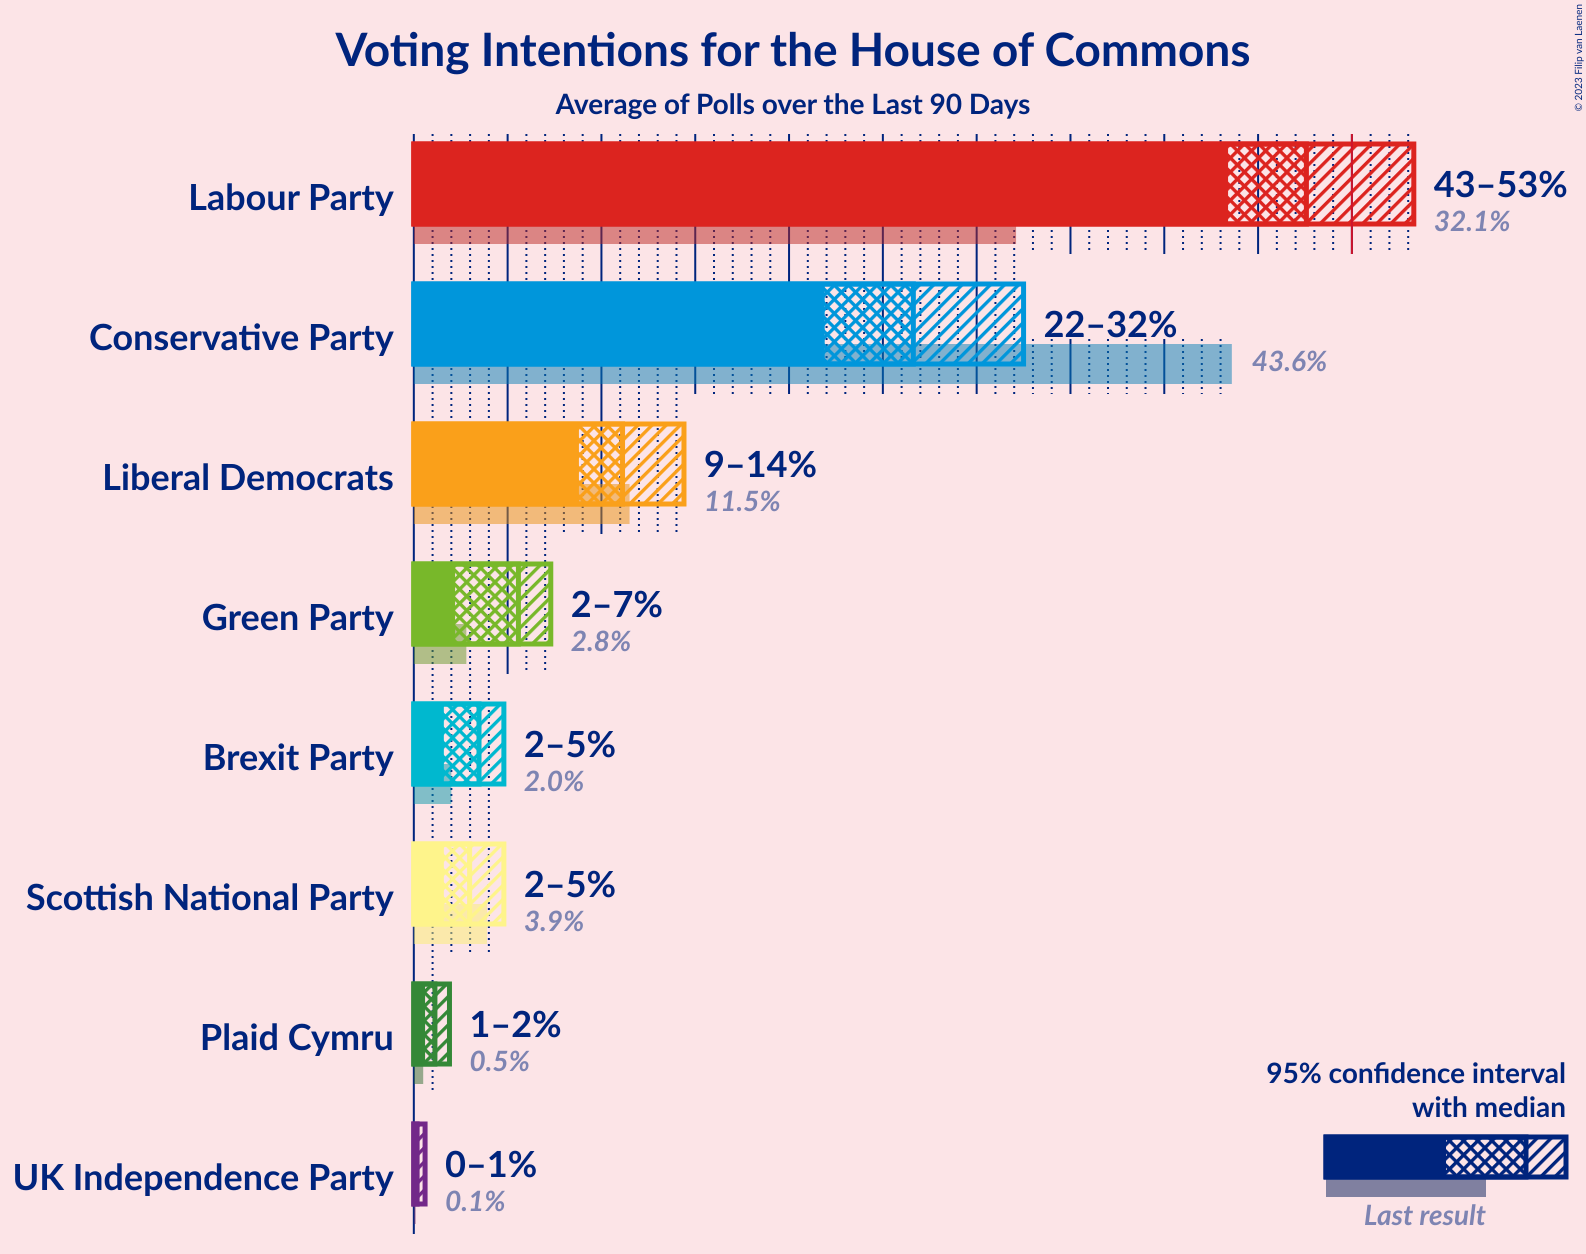 Voting Intentions for the House of Commons
Average of Polls over the Last 90 Days
© 2023 Filip van Laenen
Labour Party
43–53%
32.1%
Conservative Party
22–32%
43.6%
Liberal Democrats
9–14%
11.5%
Green Party
2–7%
2.8%
Brexit Party
2–5%
2.0%
Scottish National Party
2–5%
3.9%
Plaid Cymru
1–2%
0.5%
UK Independence Party
0–1%
0.1%
95% confidence interval
with median
Last result